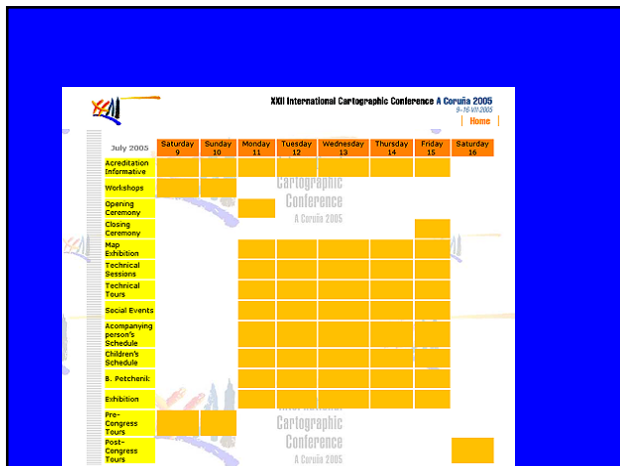 XXII International Cartographic Conference A Coruña 2005
9-16 VII 2005
Home
July 2005 Saturday Sunday Monday Tuesday Wednesday Thursday Friday Saturday
9 10 11 12 13 14 15 16
Acreditation
Informative
Workshops
Cartographic
Opening
Ceremony
Conference
A Coruña 2005
Closing
Ceremony
Map
Exhibition
Technical
Sessions
Technical
Tours
Social Events
Acompanying
person's
Schedule
Children's
Schedule
B. Petchenik
Exhibition
International
Pre-
Congress
Tours
Cartographic
Conference
Post-
Congress
Tours
A Coruña 2005